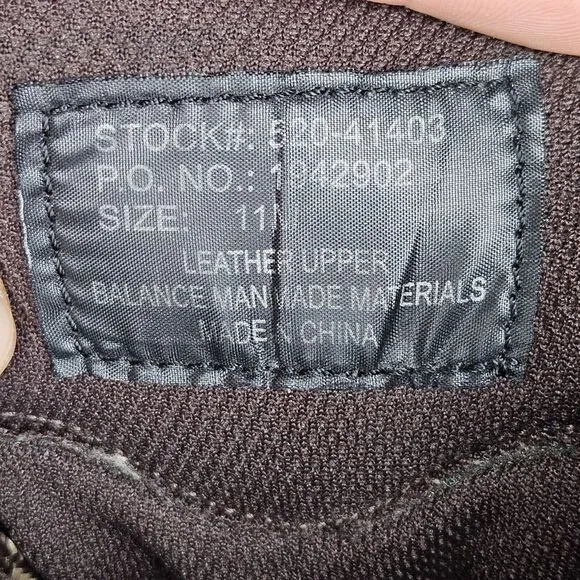 STOCK#: 520-41403
P.O. NO.: 1942902
SIZE: 11
LEATHER UPPER
BALANCE MAN MADE MATERIALS
MADE IN CHINA